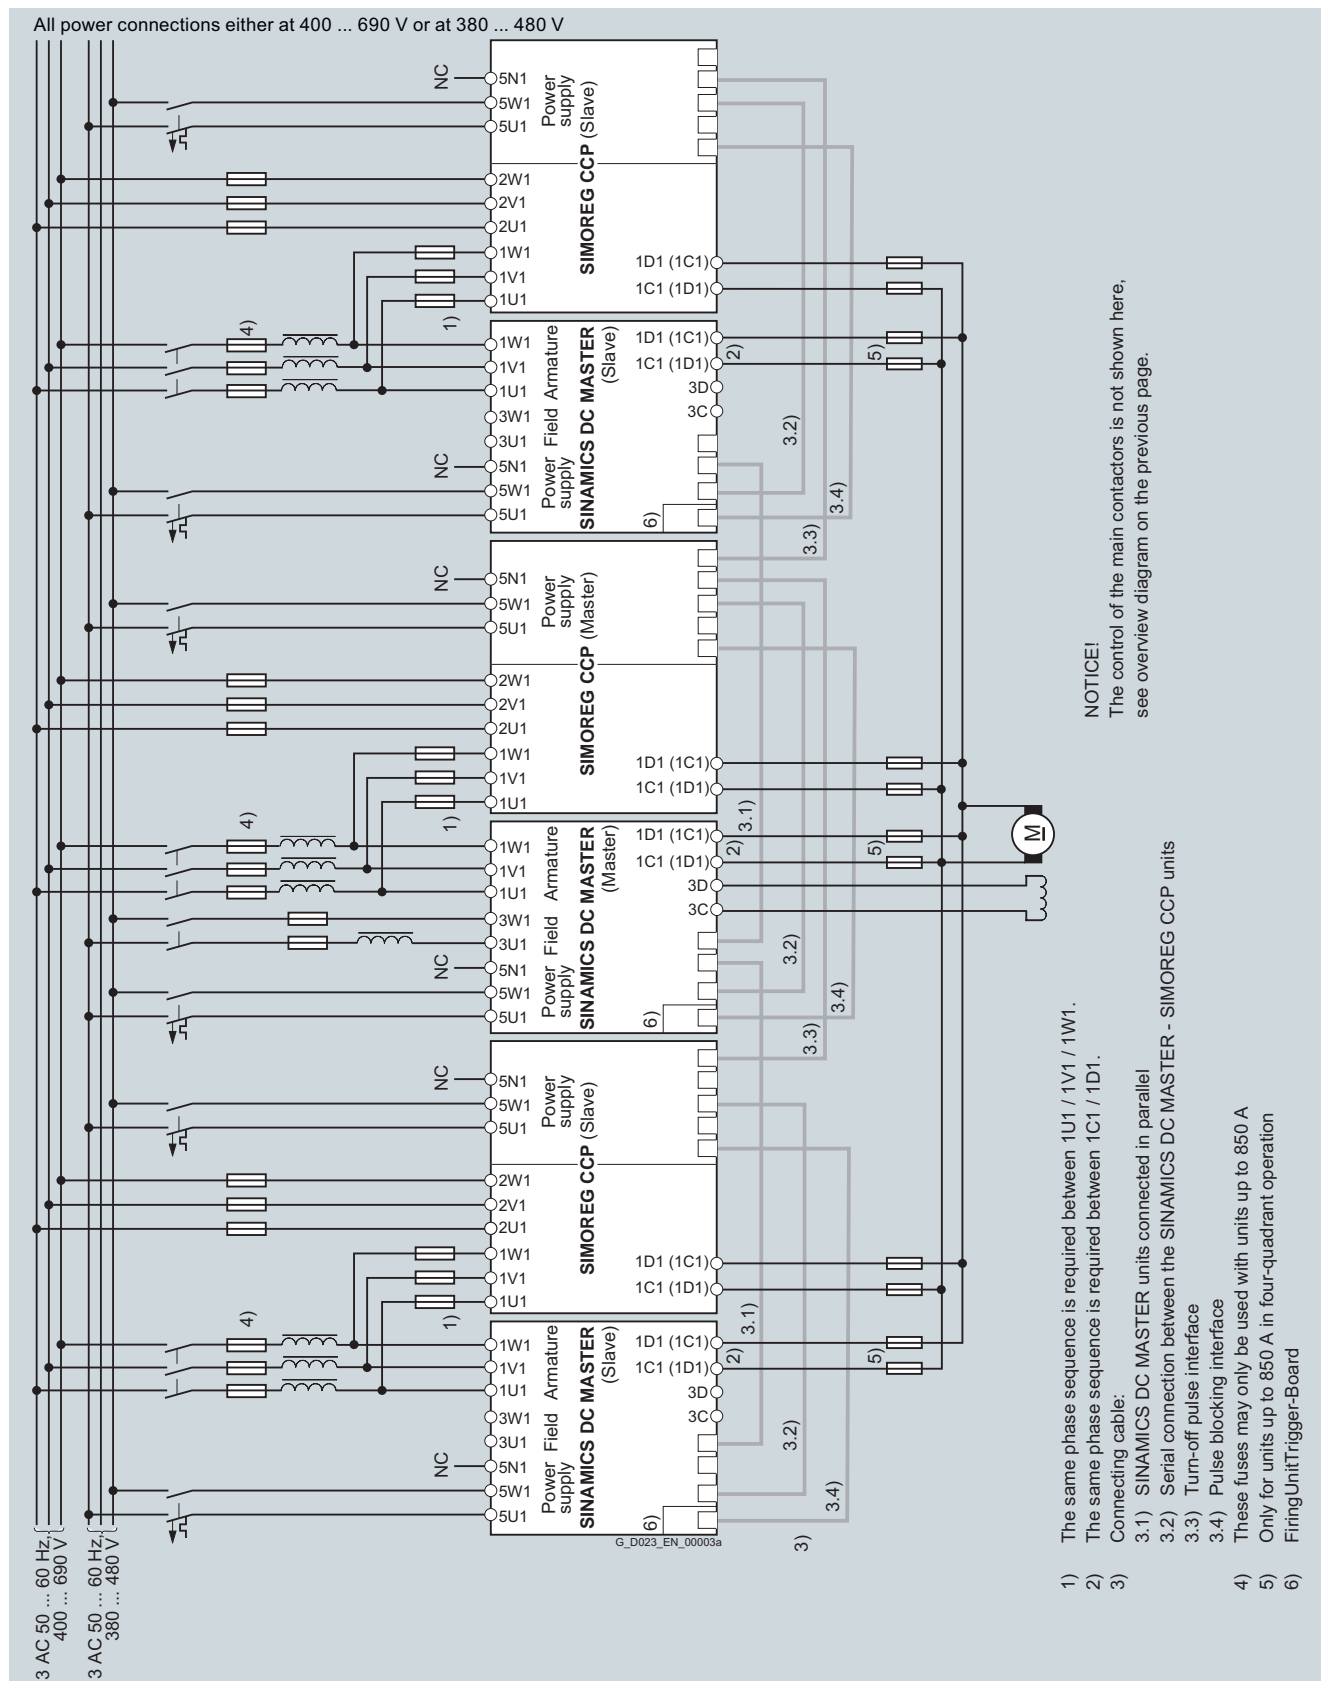 All power connections either at 400 ... 690 V or at 380 ... 480 V
NC
5N1
5W1
5U1
Power
supply
SIMOREG CCP (Slave)
2W1
2V1
2U1
1W1
1V1
1U1
1D1 (1C1)
1C1 (1D1)
4)
1)
1W1
1V1
1U1
3W1
3U1
NC
5N1
5W1
5U1
Armature
Field
Power
supply
SINAMICS DC MASTER
(Slave)
1D1 (1C1)
1C1 (1D1)
3D
3C
2)
5)
6)
3.2)
3.4)
3.3)
NC
5N1
5W1
5U1
Power
supply
SIMOREG CCP (Master)
2W1
2V1
2U1
1W1
1V1
1U1
1D1 (1C1)
1C1 (1D1)
3.1)
4)
1)
1W1
1V1
1U1
3W1
3U1
NC
5N1
5W1
5U1
Armature
Field
Power
supply
SINAMICS DC MASTER
(Master)
1D1 (1C1)
1C1 (1D1)
3D
3C
2)
5)
M
6)
3.2)
3.4)
3.3)
NC
5N1
5W1
5U1
Power
supply
SIMOREG CCP (Slave)
2W1
2V1
2U1
1W1
1V1
1U1
1D1 (1C1)
1C1 (1D1)
3.1)
4)
1)
1W1
1V1
1U1
3W1
3U1
NC
5N1
5W1
5U1
Armature
Field
Power
supply
SINAMICS DC MASTER
(Slave)
1D1 (1C1)
1C1 (1D1)
3D
3C
2)
5)
6)
3.2)
3.4)
3)
G_D023_EN_00003a
3 AC 50 ... 60 Hz,
400 ... 690 V
3 AC 50 ... 60 Hz,
380 ... 480 V
NOTICE!
The control of the main contactors is not shown here,
see overview diagram on the previous page.
1) The same phase sequence is required between 1U1 / 1V1 / 1W1.
2) The same phase sequence is required between 1C1 / 1D1.
3) Connecting cable:
3.1) SINAMICS DC MASTER units connected in parallel
3.2) Serial connection between the SINAMICS DC MASTER - SIMOREG CCP units
3.3) Turn-off pulse interface
3.4) Pulse blocking interface
4) These fuses may only be used with units up to 850 A
5) Only for units up to 850 A in four-quadrant operation
6) FiringUnitTrigger-Board